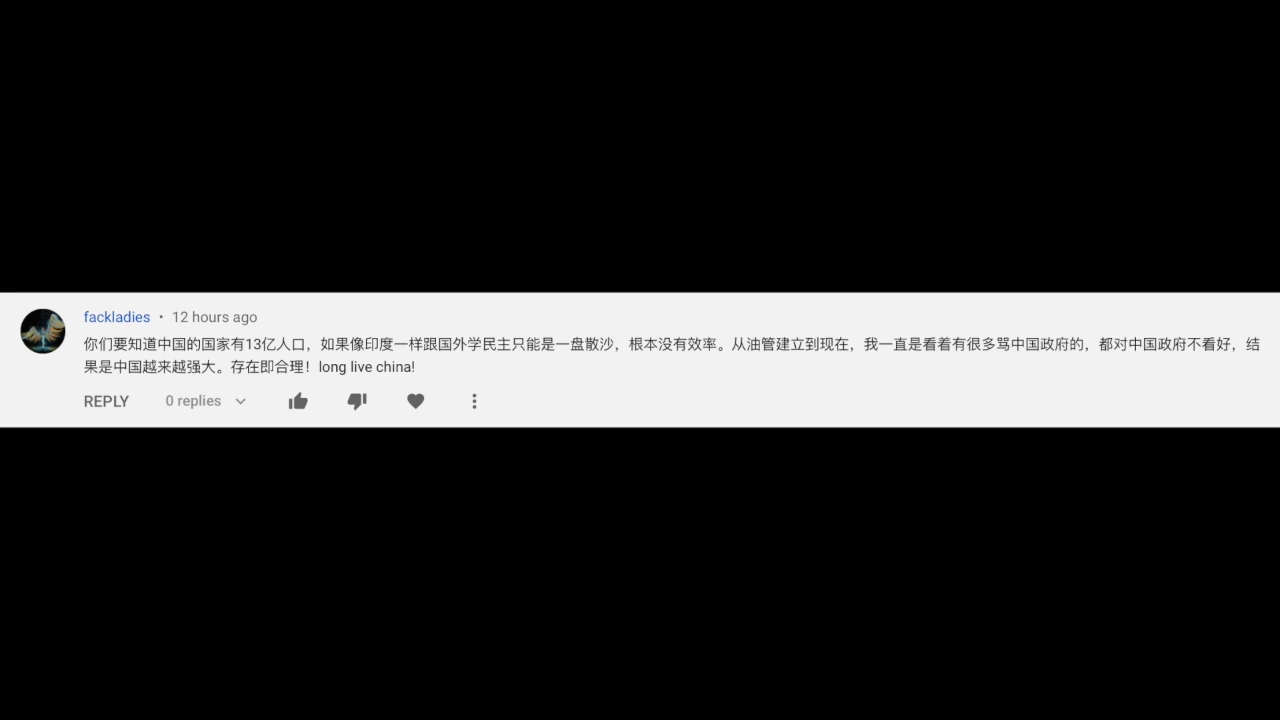 fackladies • 12 hours ago
你们要知道中国的国家有13亿人口，如果像印度一样跟国外学民主只能是一盘散沙，根本没有效率。从油管建立到现在，我一直是看着有很多骂中国政府的，都对中国政府不看好，结
果是中国越来越强大。存在即合理！long live china!
REPLY 0 replies